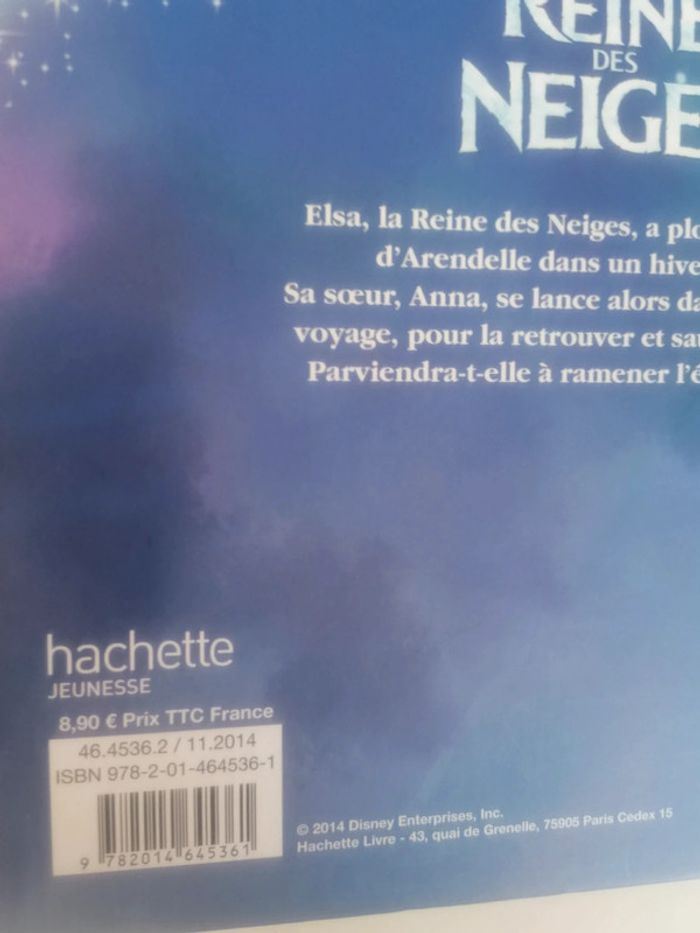 REINE
DES
NEIGE
Elsa, la Reine des Neiges, a plo
d'Arendelle dans un hive
Sa sœur, Anna, se lance alors da
voyage, pour la retrouver et sau
Parviendra-t-elle à ramener l'é
hachette
JEUNESSE
8,90 € Prix TTC France
46.4536.2 / 11.2014
ISBN 978-2-01-464536-1
9 782014 645361
© 2014 Disney Enterprises, Inc.
Hachette Livre - 43, quai de Grenelle, 75905 Paris Cedex 15